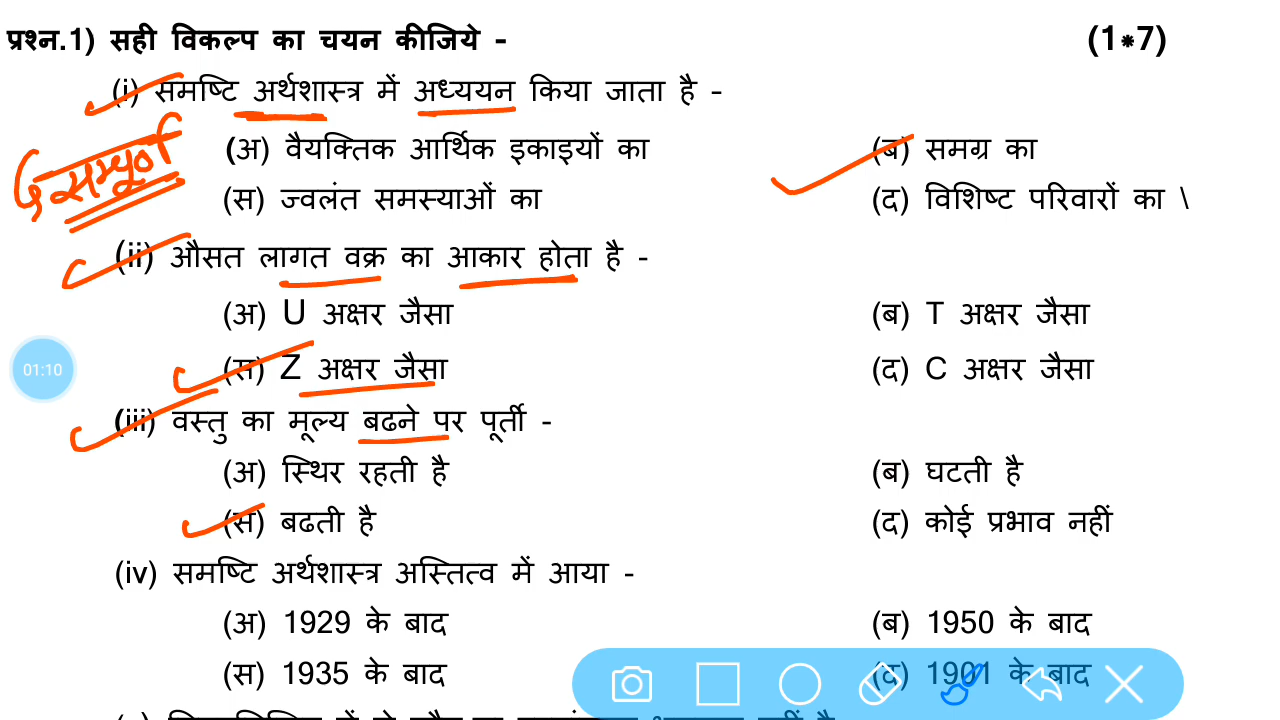 प्रश्न.1) सही विकल्प का चयन कीजिये - (1*7)
(i) समष्टि अर्थशास्त्र में अध्ययन किया जाता है -
(अ) वैयक्तिक आर्थिक इकाइयों का (ब) समग्र का
सम्पूर्ण
(स) ज्वलंत समस्याओं का (द) विशिष्ट परिवारों का \
(ii) औसत लागत वक्र का आकार होता है -
(अ) U अक्षर जैसा (ब) T अक्षर जैसा
01:10
(स) Z अक्षर जैसा (द) C अक्षर जैसा
(iii) वस्तु का मूल्य बढने पर पूर्ती -
(अ) स्थिर रहती है (ब) घटती है
(स) बढती है (द) कोई प्रभाव नहीं
(iv) समष्टि अर्थशास्त्र अस्तित्व में आया -
(अ) 1929 के बाद (ब) 1950 के बाद
(स) 1935 के बाद (द) 1901 के बाद